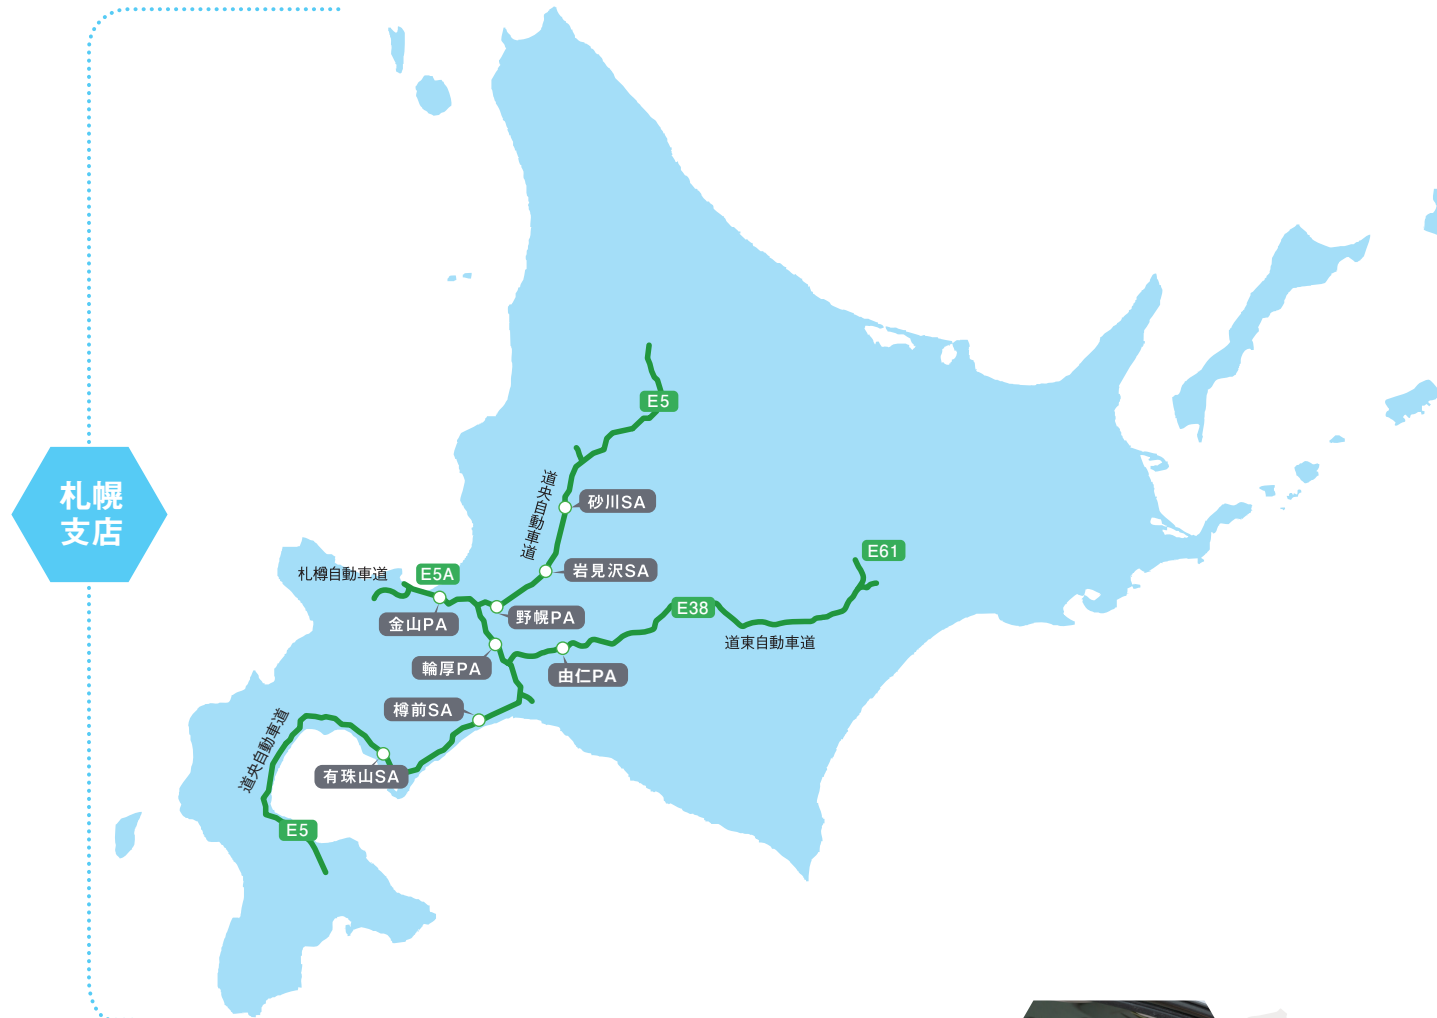 札幌
支店
E5
道央自動車道
砂川SA
岩見沢SA
E61
札樽自動車道
E5A
金山PA
野幌PA
E38
道東自動車道
輪厚PA
由仁PA
樽前SA
道央自動車道
有珠山SA
E5